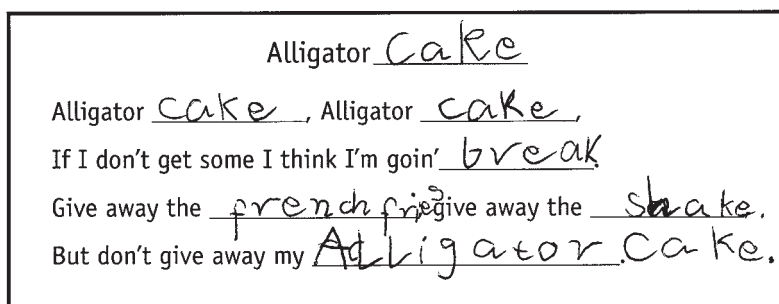 Alligator Cake
Alligator cake, Alligator cake,
If I don't get some I think I'm goin' break.
Give away the french fries give away the shake.
But don't give away my Alligator Cake.